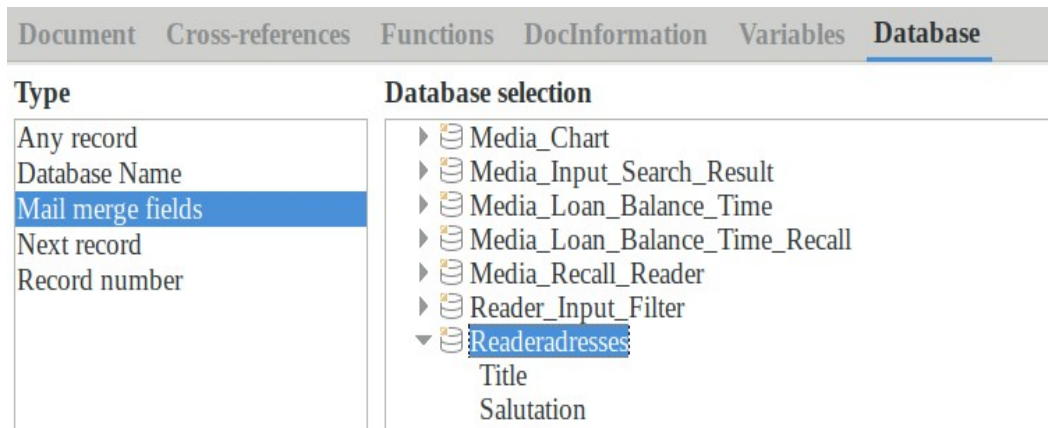 Document Cross-references Functions DocInformation Variables Database
Type
Any record
Database Name
Mail merge fields
Next record
Record number
Database selection
Media_Chart
Media_Input_Search_Result
Media_Loan_Balance_Time
Media_Loan_Balance_Time_Recall
Media_Recall_Reader
Reader_Input_Filter
Readeradresses
Title
Salutation